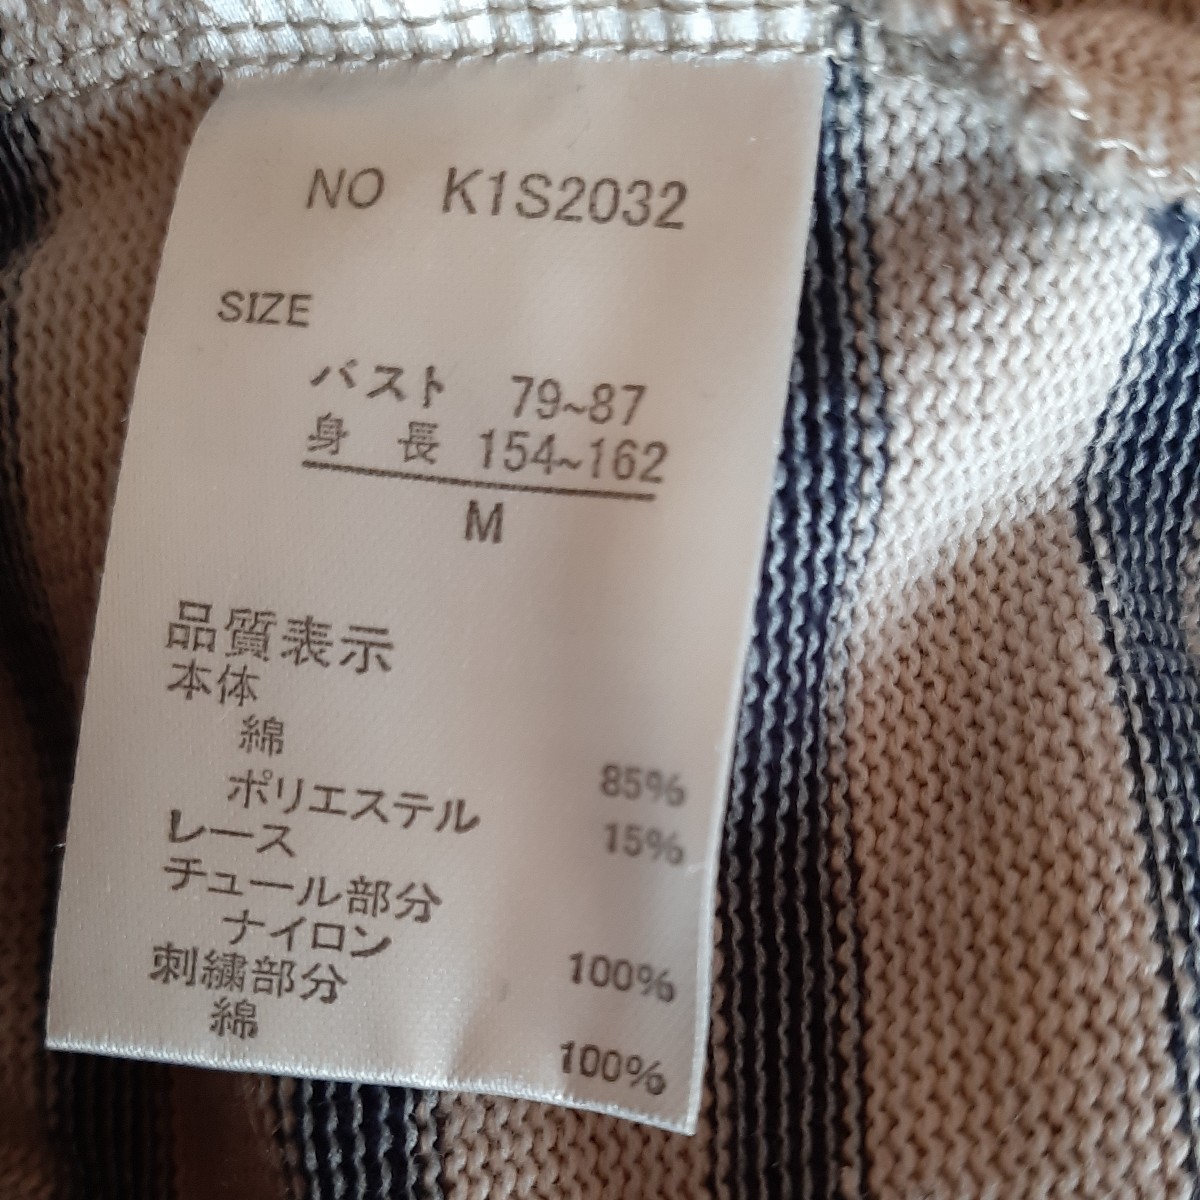 NO K1S2032
SIZE
バスト 79~87
身 長 154~162
M
品質表示
本体
綿 85%
ポリエステル 15%
レース
チュール部分
ナイロン 100%
刺繍部分
綿 100%